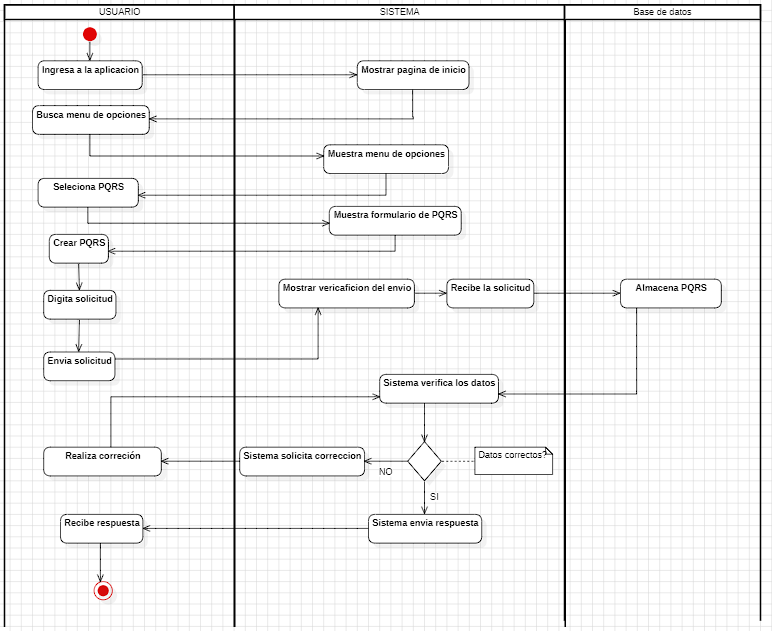 USUARIO
SISTEMA
Base de datos
Ingresa a la aplicacion
Mostrar pagina de inicio
Busca menu de opciones
Muestra menu de opciones
Seleciona PQRS
Muestra formulario de PQRS
Crear PQRS
Mostrar vericaficion del envio
Recibe la solicitud
Almacena PQRS
Digita solicitud
Envia solicitud
Sistema verifica los datos
Realiza correción
Sistema solicita correccion
Datos correctos?
NO
SI
Recibe respuesta
Sistema envia respuesta